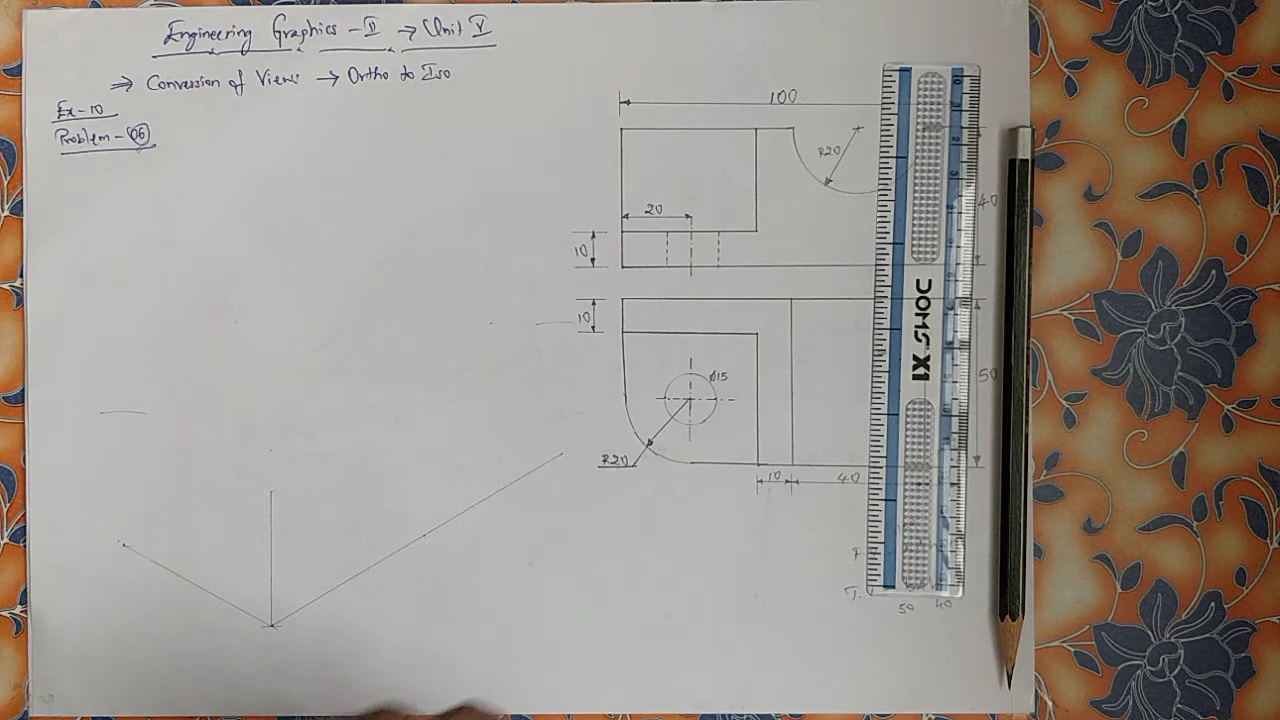 Engineering Graphics - II → Unit V
⇒ Conversion of Views → Ortho to Iso
Ex-10
Problem - 06
100
R20
20
40
10
10
DOMS X1
50
Ø15
R20
10
40
F
T.
50
40